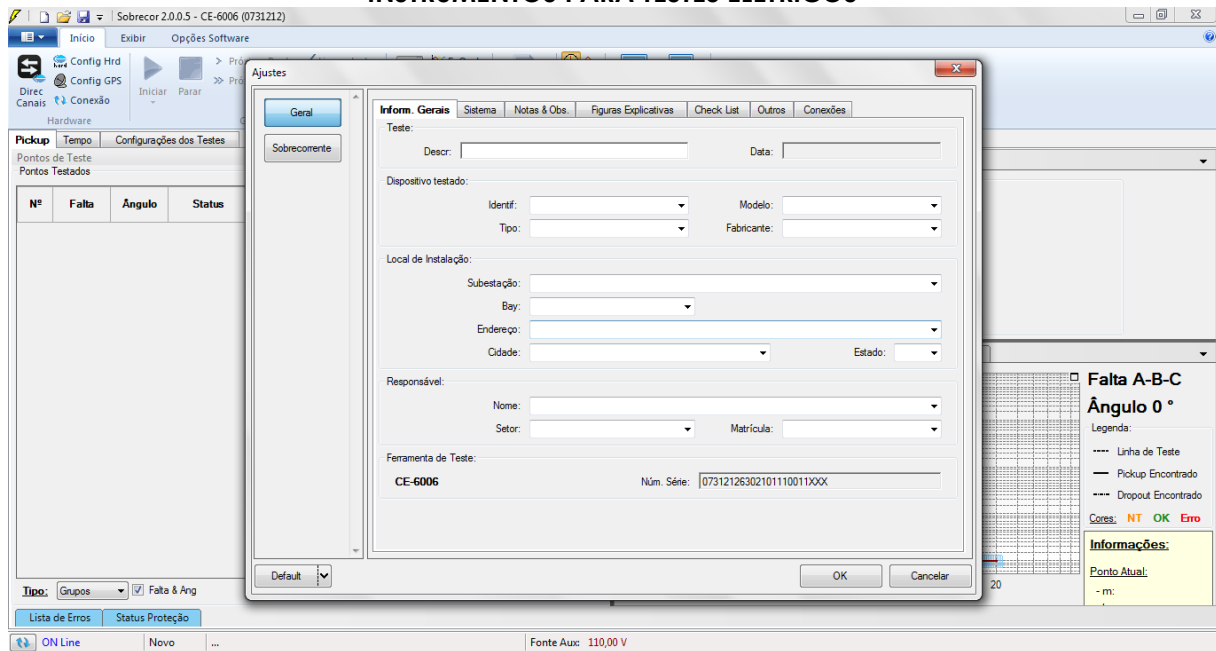 INSTRUMENTOS PARA TESTES ELÉTRICOS
Sobrecor 2.0.0.5 - CE-6006 (0731212)
Início Exibir Opções Software
Direc Canais
Config Hrd
Config GPS
Conexão
Iniciar Parar
Hardware
Pickup Tempo Configurações dos Testes
Pontos de Teste
Pontos Testados
Nº Falta Ângulo Status
Ajustes
Geral
Sobrecorrente
Inform. Gerais Sistema Notas & Obs. Figuras Explicativas Check List Outros Conexões
Teste:
Descr: Data:
Dispositivo testado:
Identif: Modelo:
Tipo: Fabricante:
Local de Instalação:
Subestação:
Bay:
Endereço:
Cidade: Estado:
Responsável:
Nome:
Setor: Matrícula:
Ferramenta de Teste:
CE-6006 Núm. Série: 07312126302101110011XXX
Default OK Cancelar
Falta A-B-C
Ângulo 0 °
Legenda:
Linha de Teste
Pickup Encontrado
Dropout Encontrado
Cores: NT OK Erro
Informações:
Ponto Atual:
- m:
20
Tipo: Grupos Falta & Ang
Lista de Erros Status Proteção
ON Line Novo ... Fonte Aux: 110,00 V